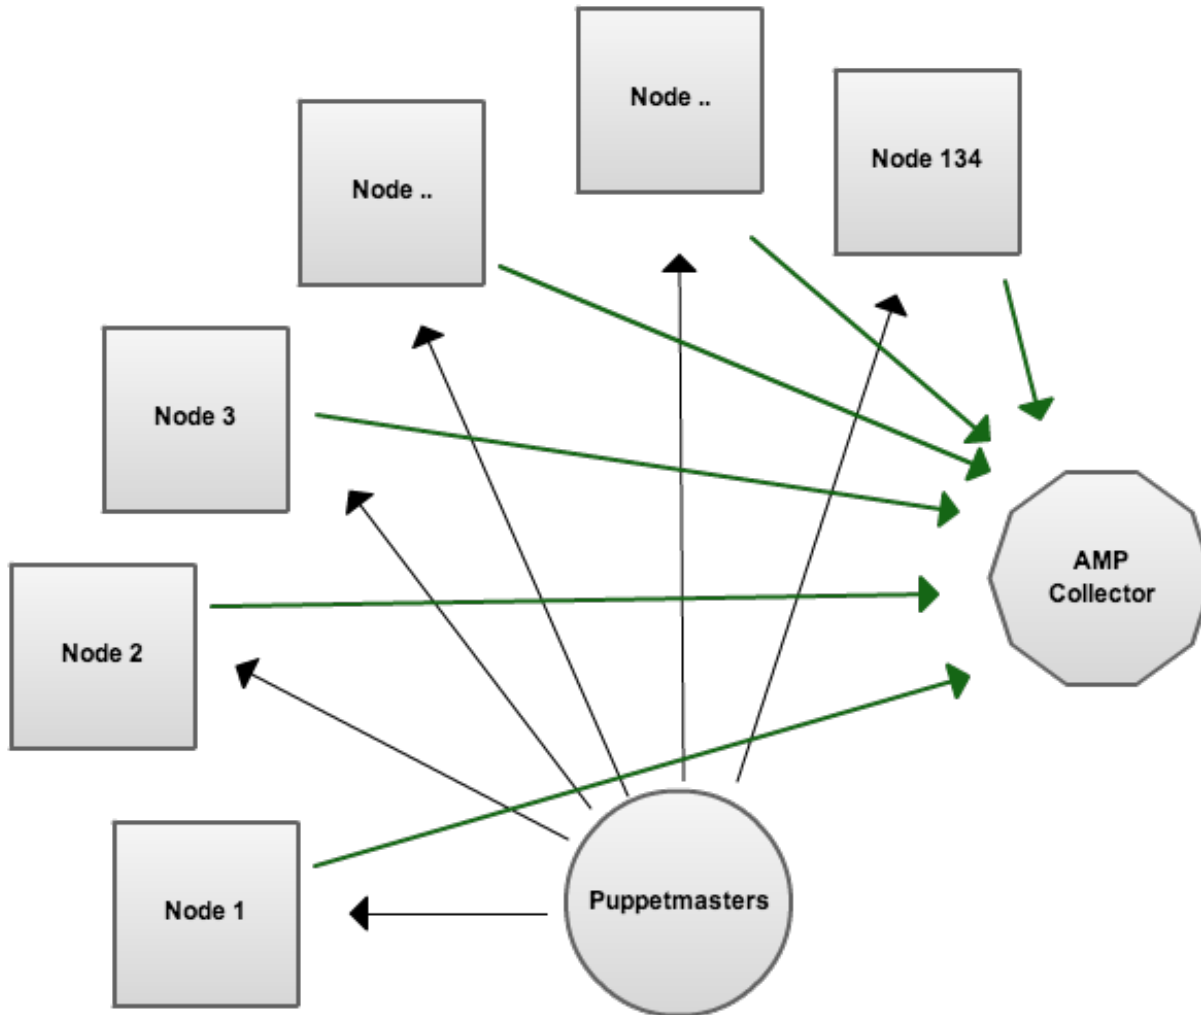 Node ..
Node 134
Node ..
Node 3
AMP
Collector
Node 2
Puppetmasters
Node 1